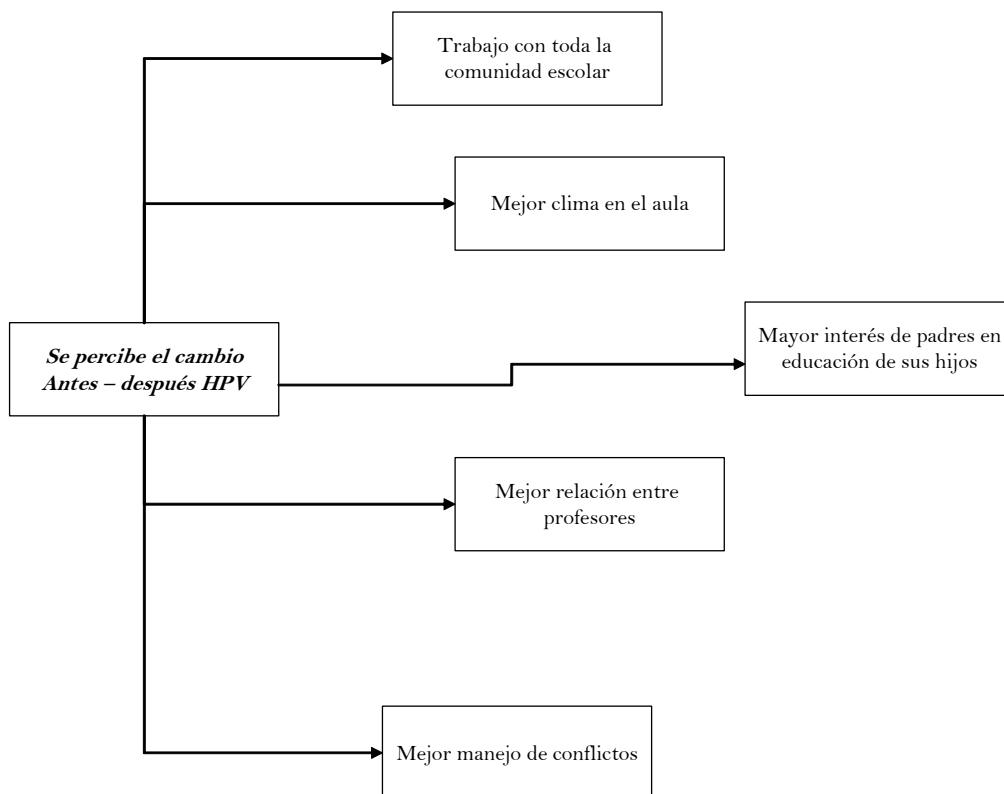 Trabajo con toda la
comunidad escolar
Mejor clima en el aula
Se percibe el cambio
Antes – después HPV
Mayor interés de padres en
educación de sus hijos
Mejor relación entre
profesores
Mejor manejo de conflictos